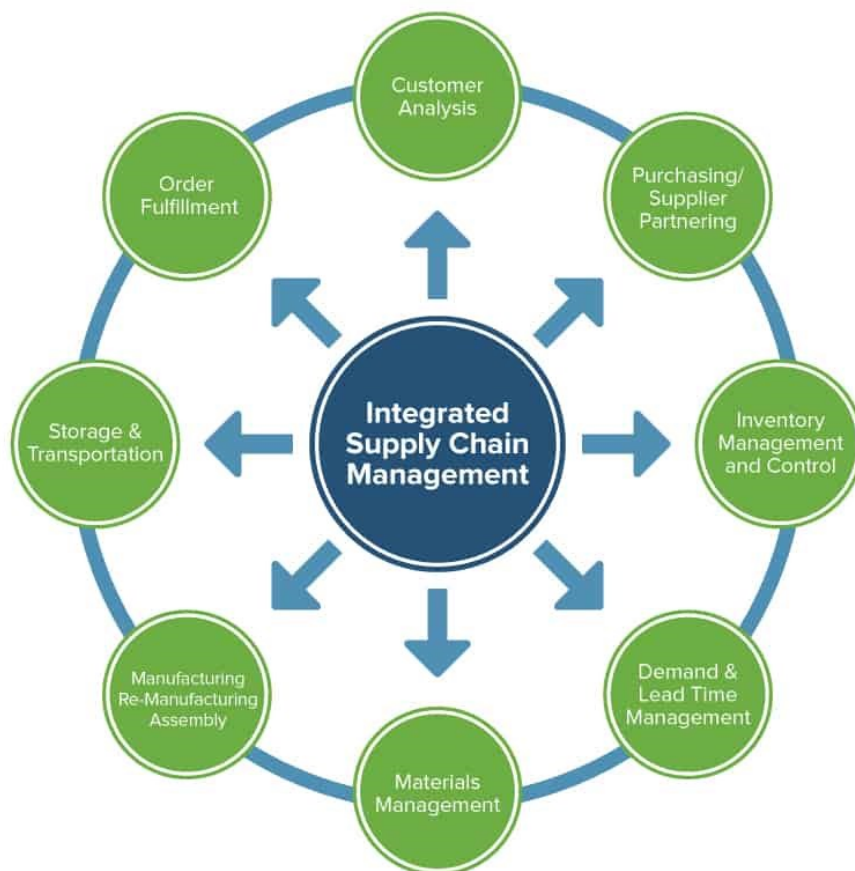 Customer
Analysis
Purchasing/
Supplier
Partnering
Inventory
Management
and Control
Demand &
Lead Time
Management
Materials
Management
Manufacturing
Re-Manufacturing
Assembly
Storage &
Transportation
Order
Fulfillment
Integrated
Supply Chain
Management